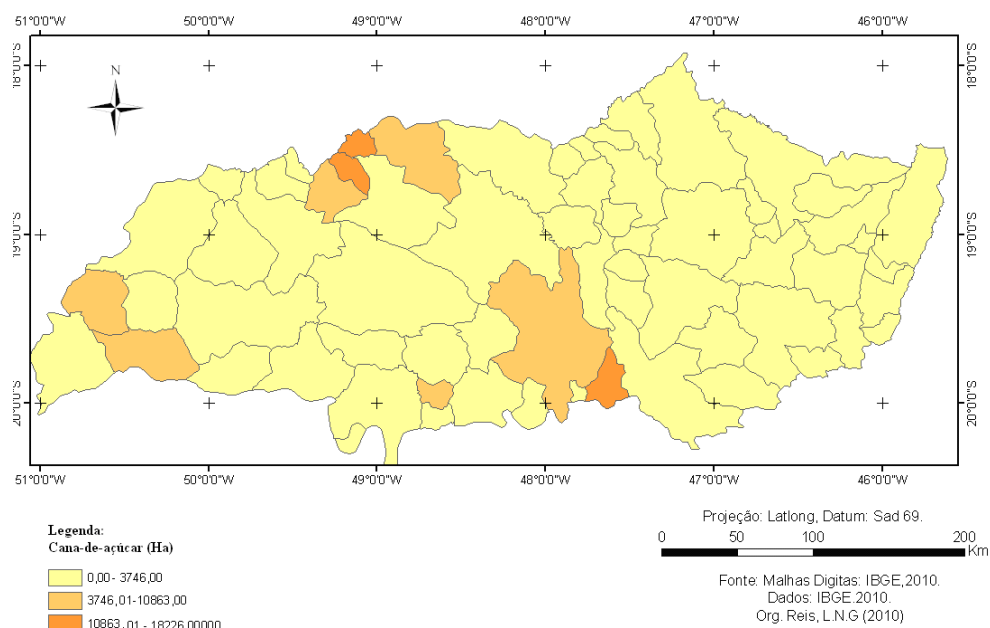 51°0'0"W 50°0'0"W 49°0'0"W 48°0'0"W 47°0'0"W 46°0'0"W
18°0'0"S 18°0'0"S
N
19°0'0"S 19°0'0"S
20°0'0"S 20°0'0"S
51°0'0"W 50°0'0"W 49°0'0"W 48°0'0"W 47°0'0"W 46°0'0"W
Legenda:
Cana-de-açúcar (Ha)
0,00 - 3746,00
3746,01-10863,00
10863,01 - 18226,00000
Projeção: Latlong, Datum: Sad 69.
0 50 100 200
Km
Fonte: Malhas Digitas: IBGE,2010.
Dados: IBGE.2010.
Org. Reis, L.N.G (2010)